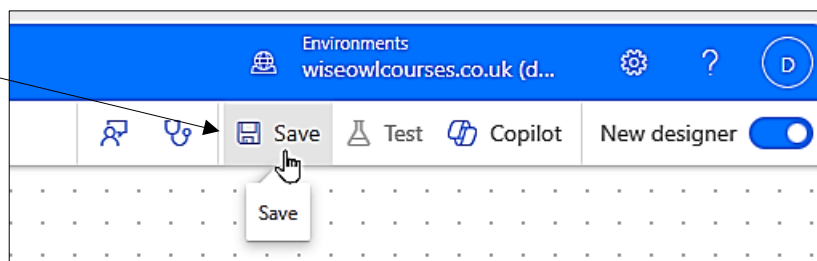 Environments
wiseowlcourses.co.uk (d...
?
D
Save
Test
Copilot
New designer
Save